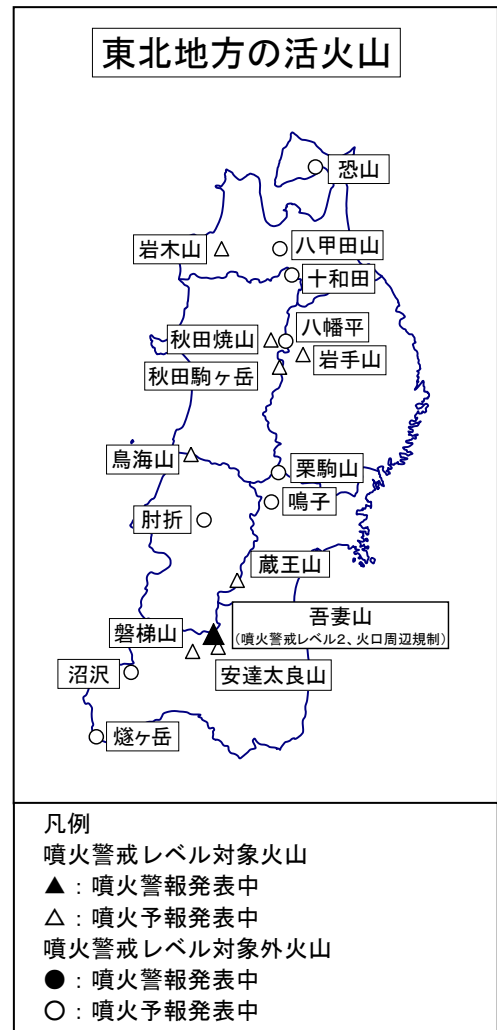 東北地方の活火山
恐山
岩木山
八甲田山
十和田
秋田焼山
八幡平
岩手山
秋田駒ヶ岳
鳥海山
栗駒山
鳴子
肘折
蔵王山
吾妻山
(噴火警戒レベル2、火口周辺規制)
磐梯山
安達太良山
沼沢
燧ヶ岳
凡例
噴火警戒レベル対象火山
▲：噴火警報発表中
△：噴火予報発表中
噴火警戒レベル対象外火山
●：噴火警報発表中
○：噴火予報発表中